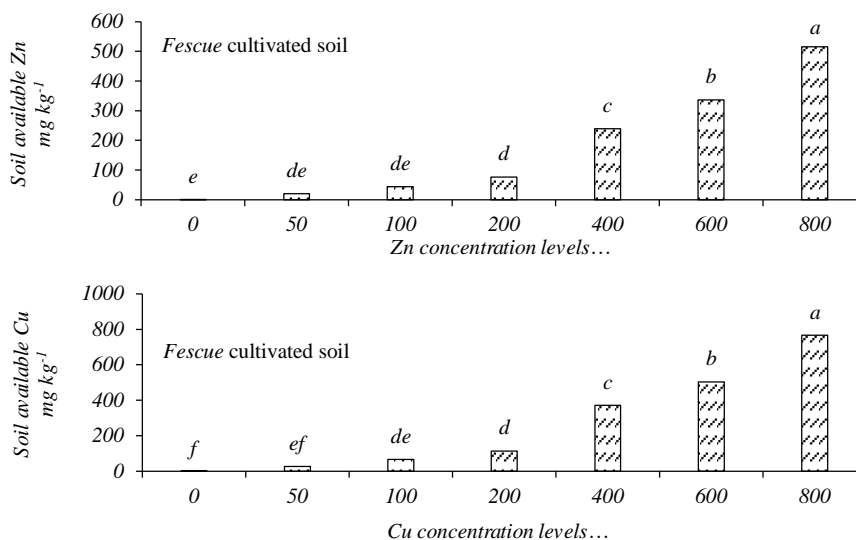 Soil available Zn
mg kg⁻¹
600
500
400
300
200
100
0
Fescue cultivated soil
e
de
de
d
c
b
a
0 50 100 200 400 600 800
Zn concentration levels…
Soil available Cu
mg kg⁻¹
1000
800
600
400
200
0
Fescue cultivated soil
f
ef
de
d
c
b
a
0 50 100 200 400 600 800
Cu concentration levels…